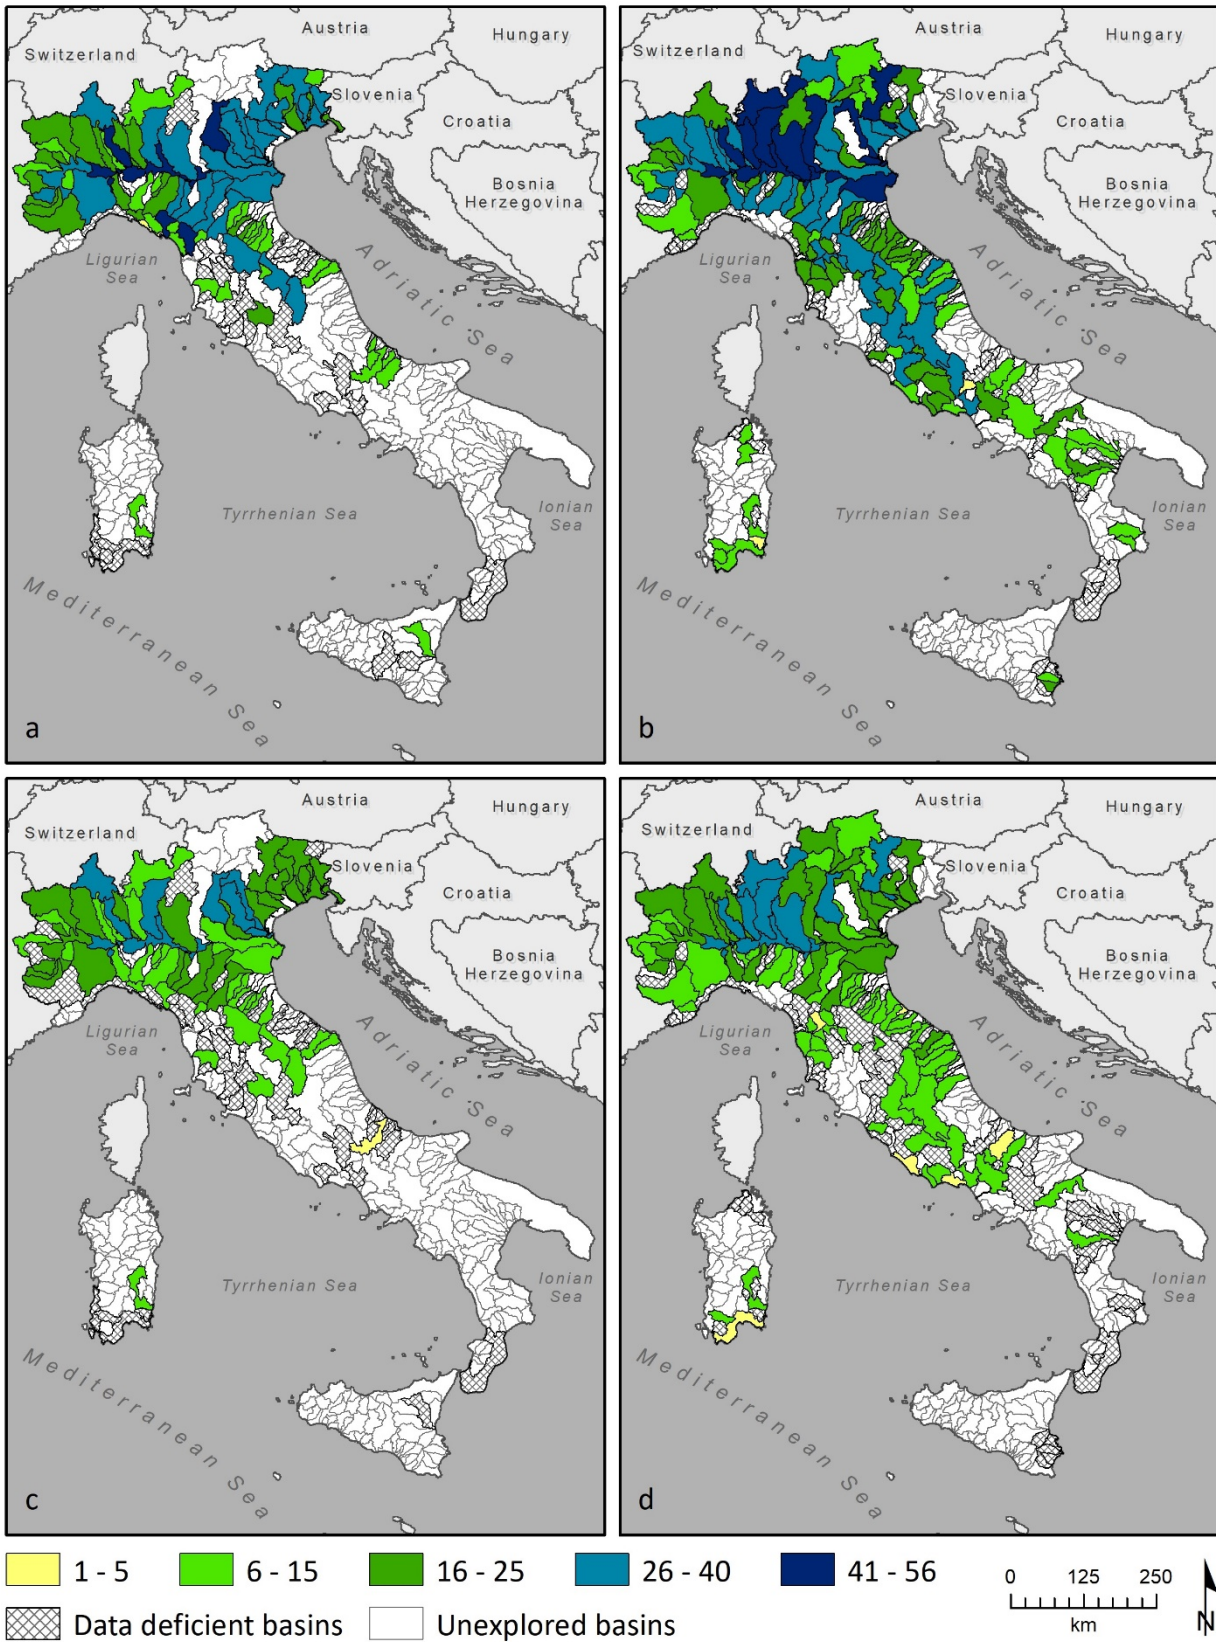 Austria
Hungary
Switzerland
Slovenia
Croatia
Bosnia
Herzegovina
Ligurian
Sea
Adriatic Sea
Tyrrhenian Sea
Ionian
Sea
Mediterranean Sea
a
Austria
Hungary
Switzerland
Slovenia
Croatia
Bosnia
Herzegovina
Ligurian
Sea
Adriatic Sea
Tyrrhenian Sea
Ionian
Sea
Mediterranean Sea
b
Austria
Hungary
Switzerland
Slovenia
Croatia
Bosnia
Herzegovina
Ligurian
Sea
Adriatic Sea
Tyrrhenian Sea
Ionian
Sea
Mediterranean Sea
c
Austria
Hungary
Switzerland
Slovenia
Croatia
Bosnia
Herzegovina
Ligurian
Sea
Adriatic Sea
Tyrrhenian Sea
Ionian
Sea
Mediterranean Sea
d
1 - 5 6 - 15 16 - 25 26 - 40 41 - 56
Data deficient basins Unexplored basins
0 125 250
km
N